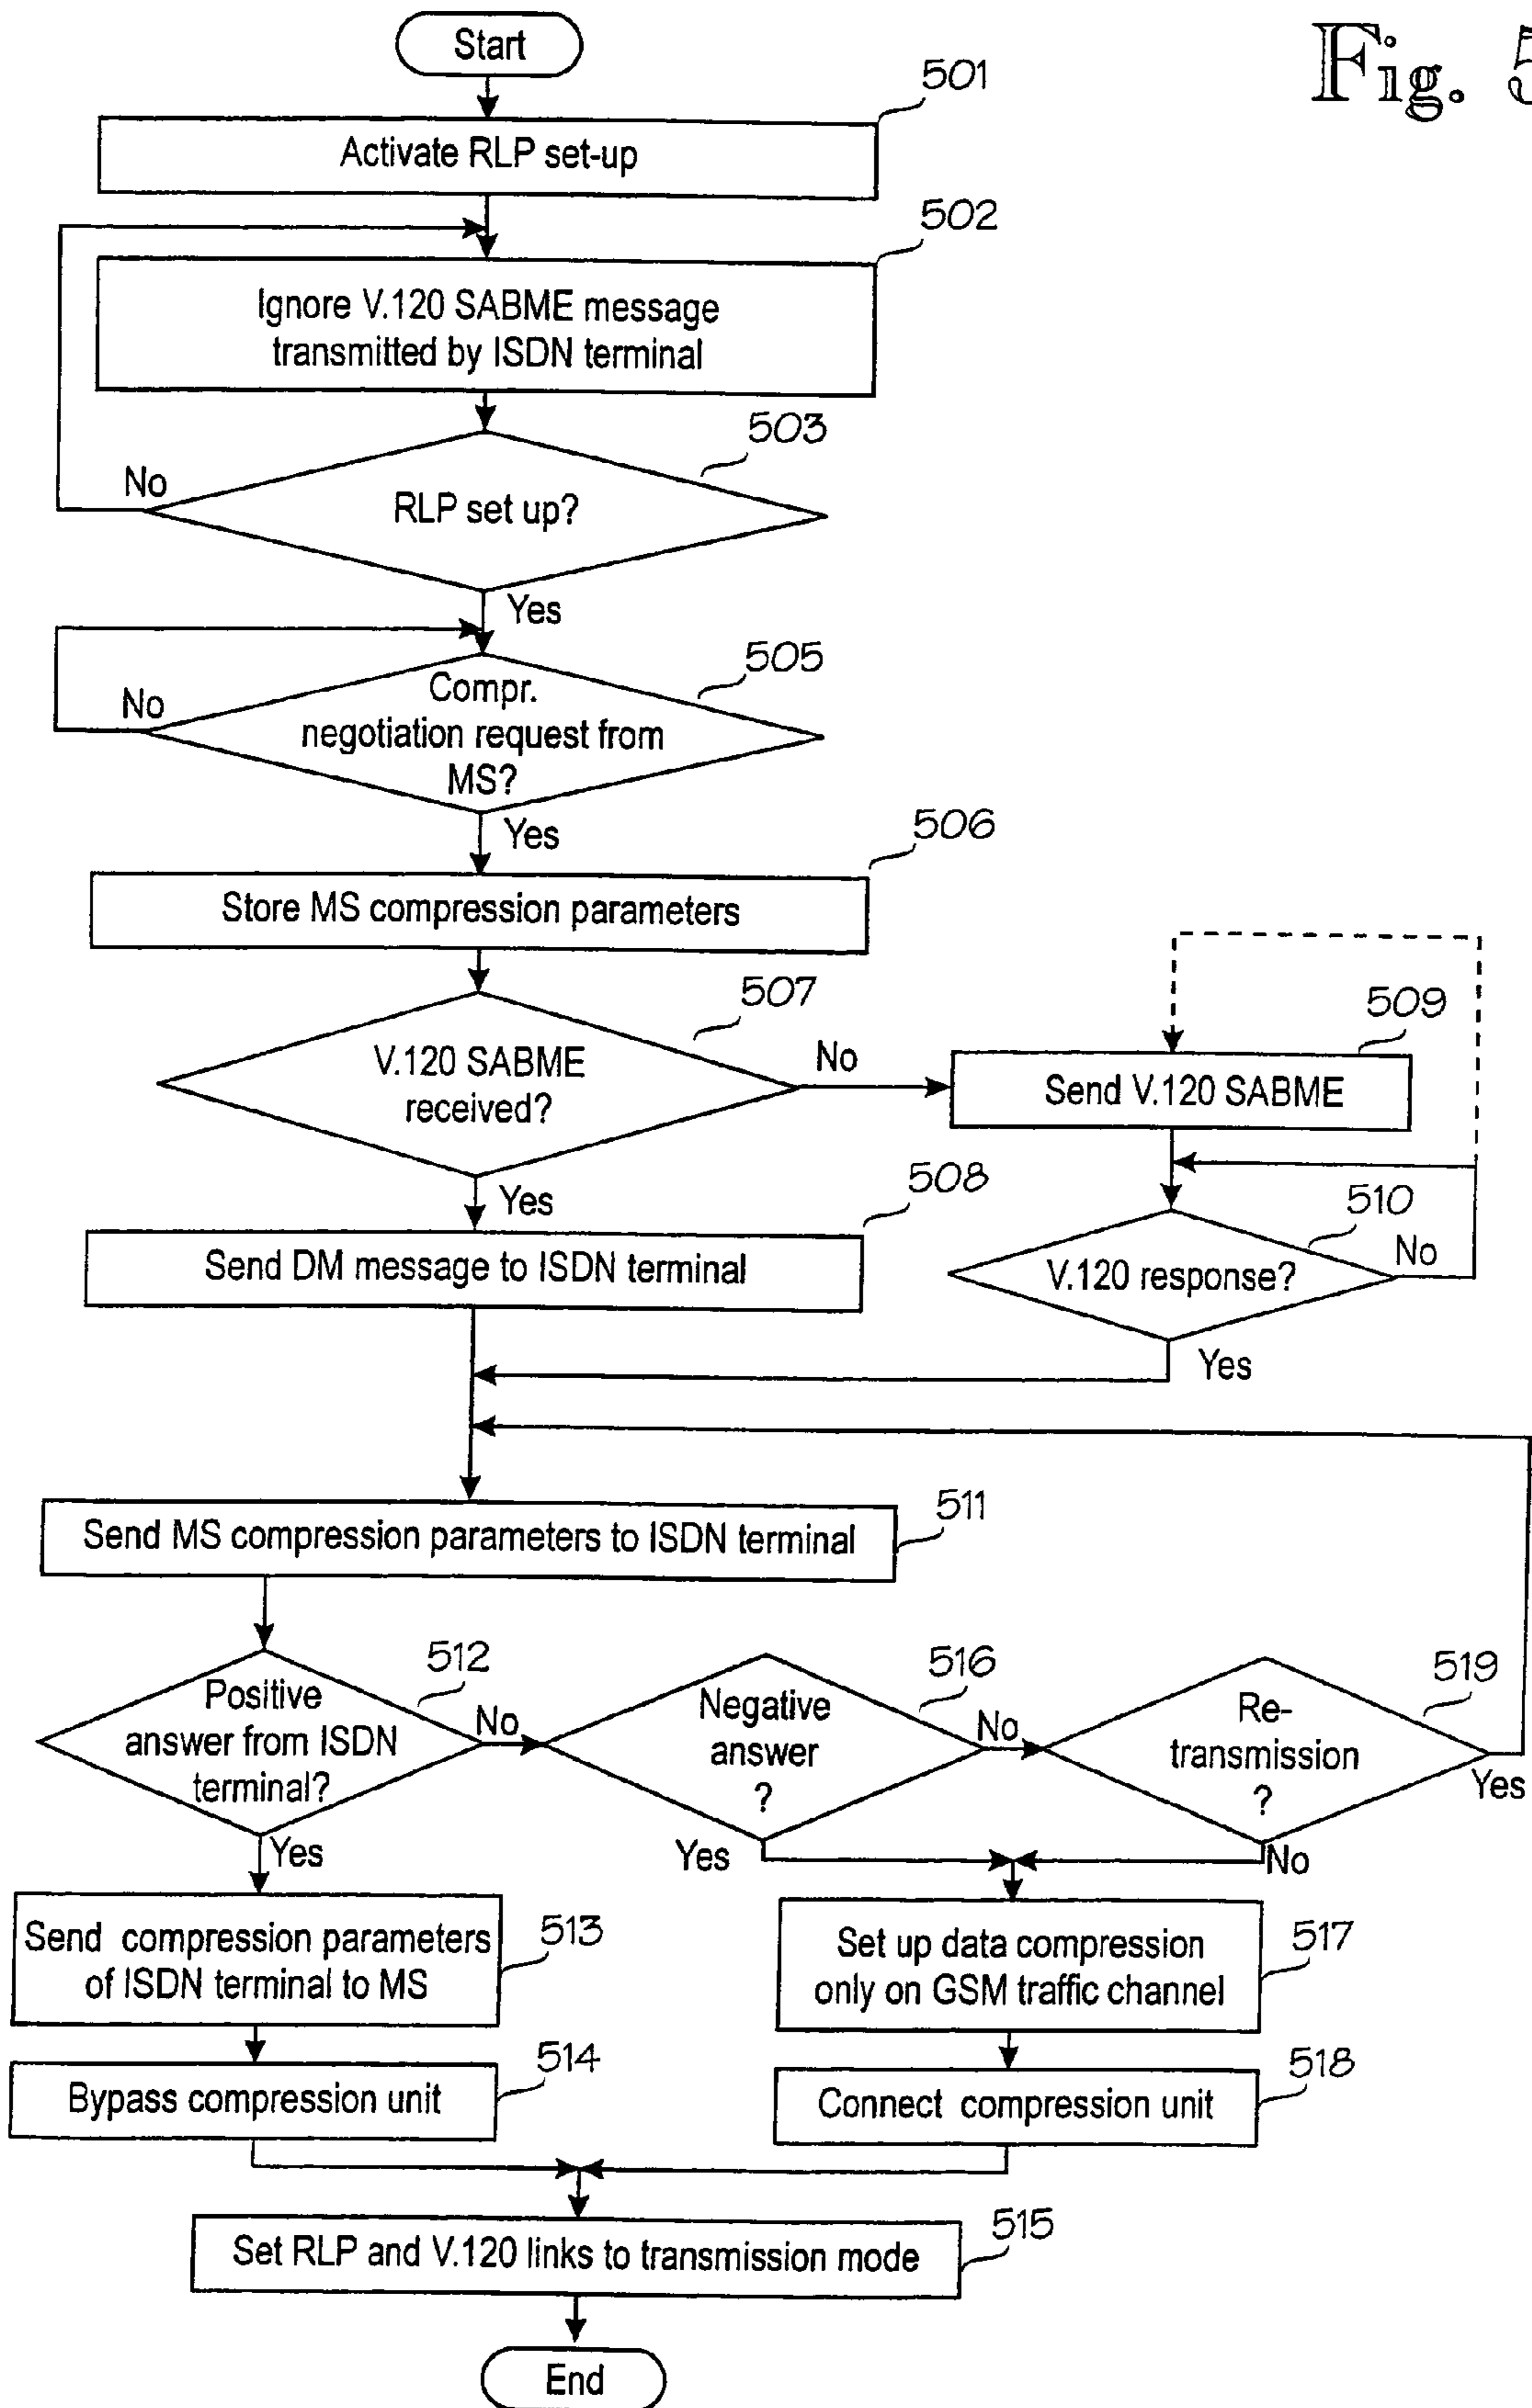 Fig. 5
Start
501
Activate RLP set-up
502
Ignore V.120 SABME message
transmitted by ISDN terminal
503
No
RLP set up?
Yes
505
No
Compr.
negotiation request from
MS?
Yes
506
Store MS compression parameters
507
V.120 SABME
received?
No
509
Send V.120 SABME
Yes
508
Send DM message to ISDN terminal
510
V.120 response?
No
Yes
511
Send MS compression parameters to ISDN terminal
512
Positive
answer from ISDN
terminal?
No
516
Negative
answer
?
No
519
Re-
transmission
?
Yes
Yes
Yes
No
513
Send compression parameters
of ISDN terminal to MS
517
Set up data compression
only on GSM traffic channel
514
Bypass compression unit
518
Connect compression unit
515
Set RLP and V.120 links to transmission mode
End